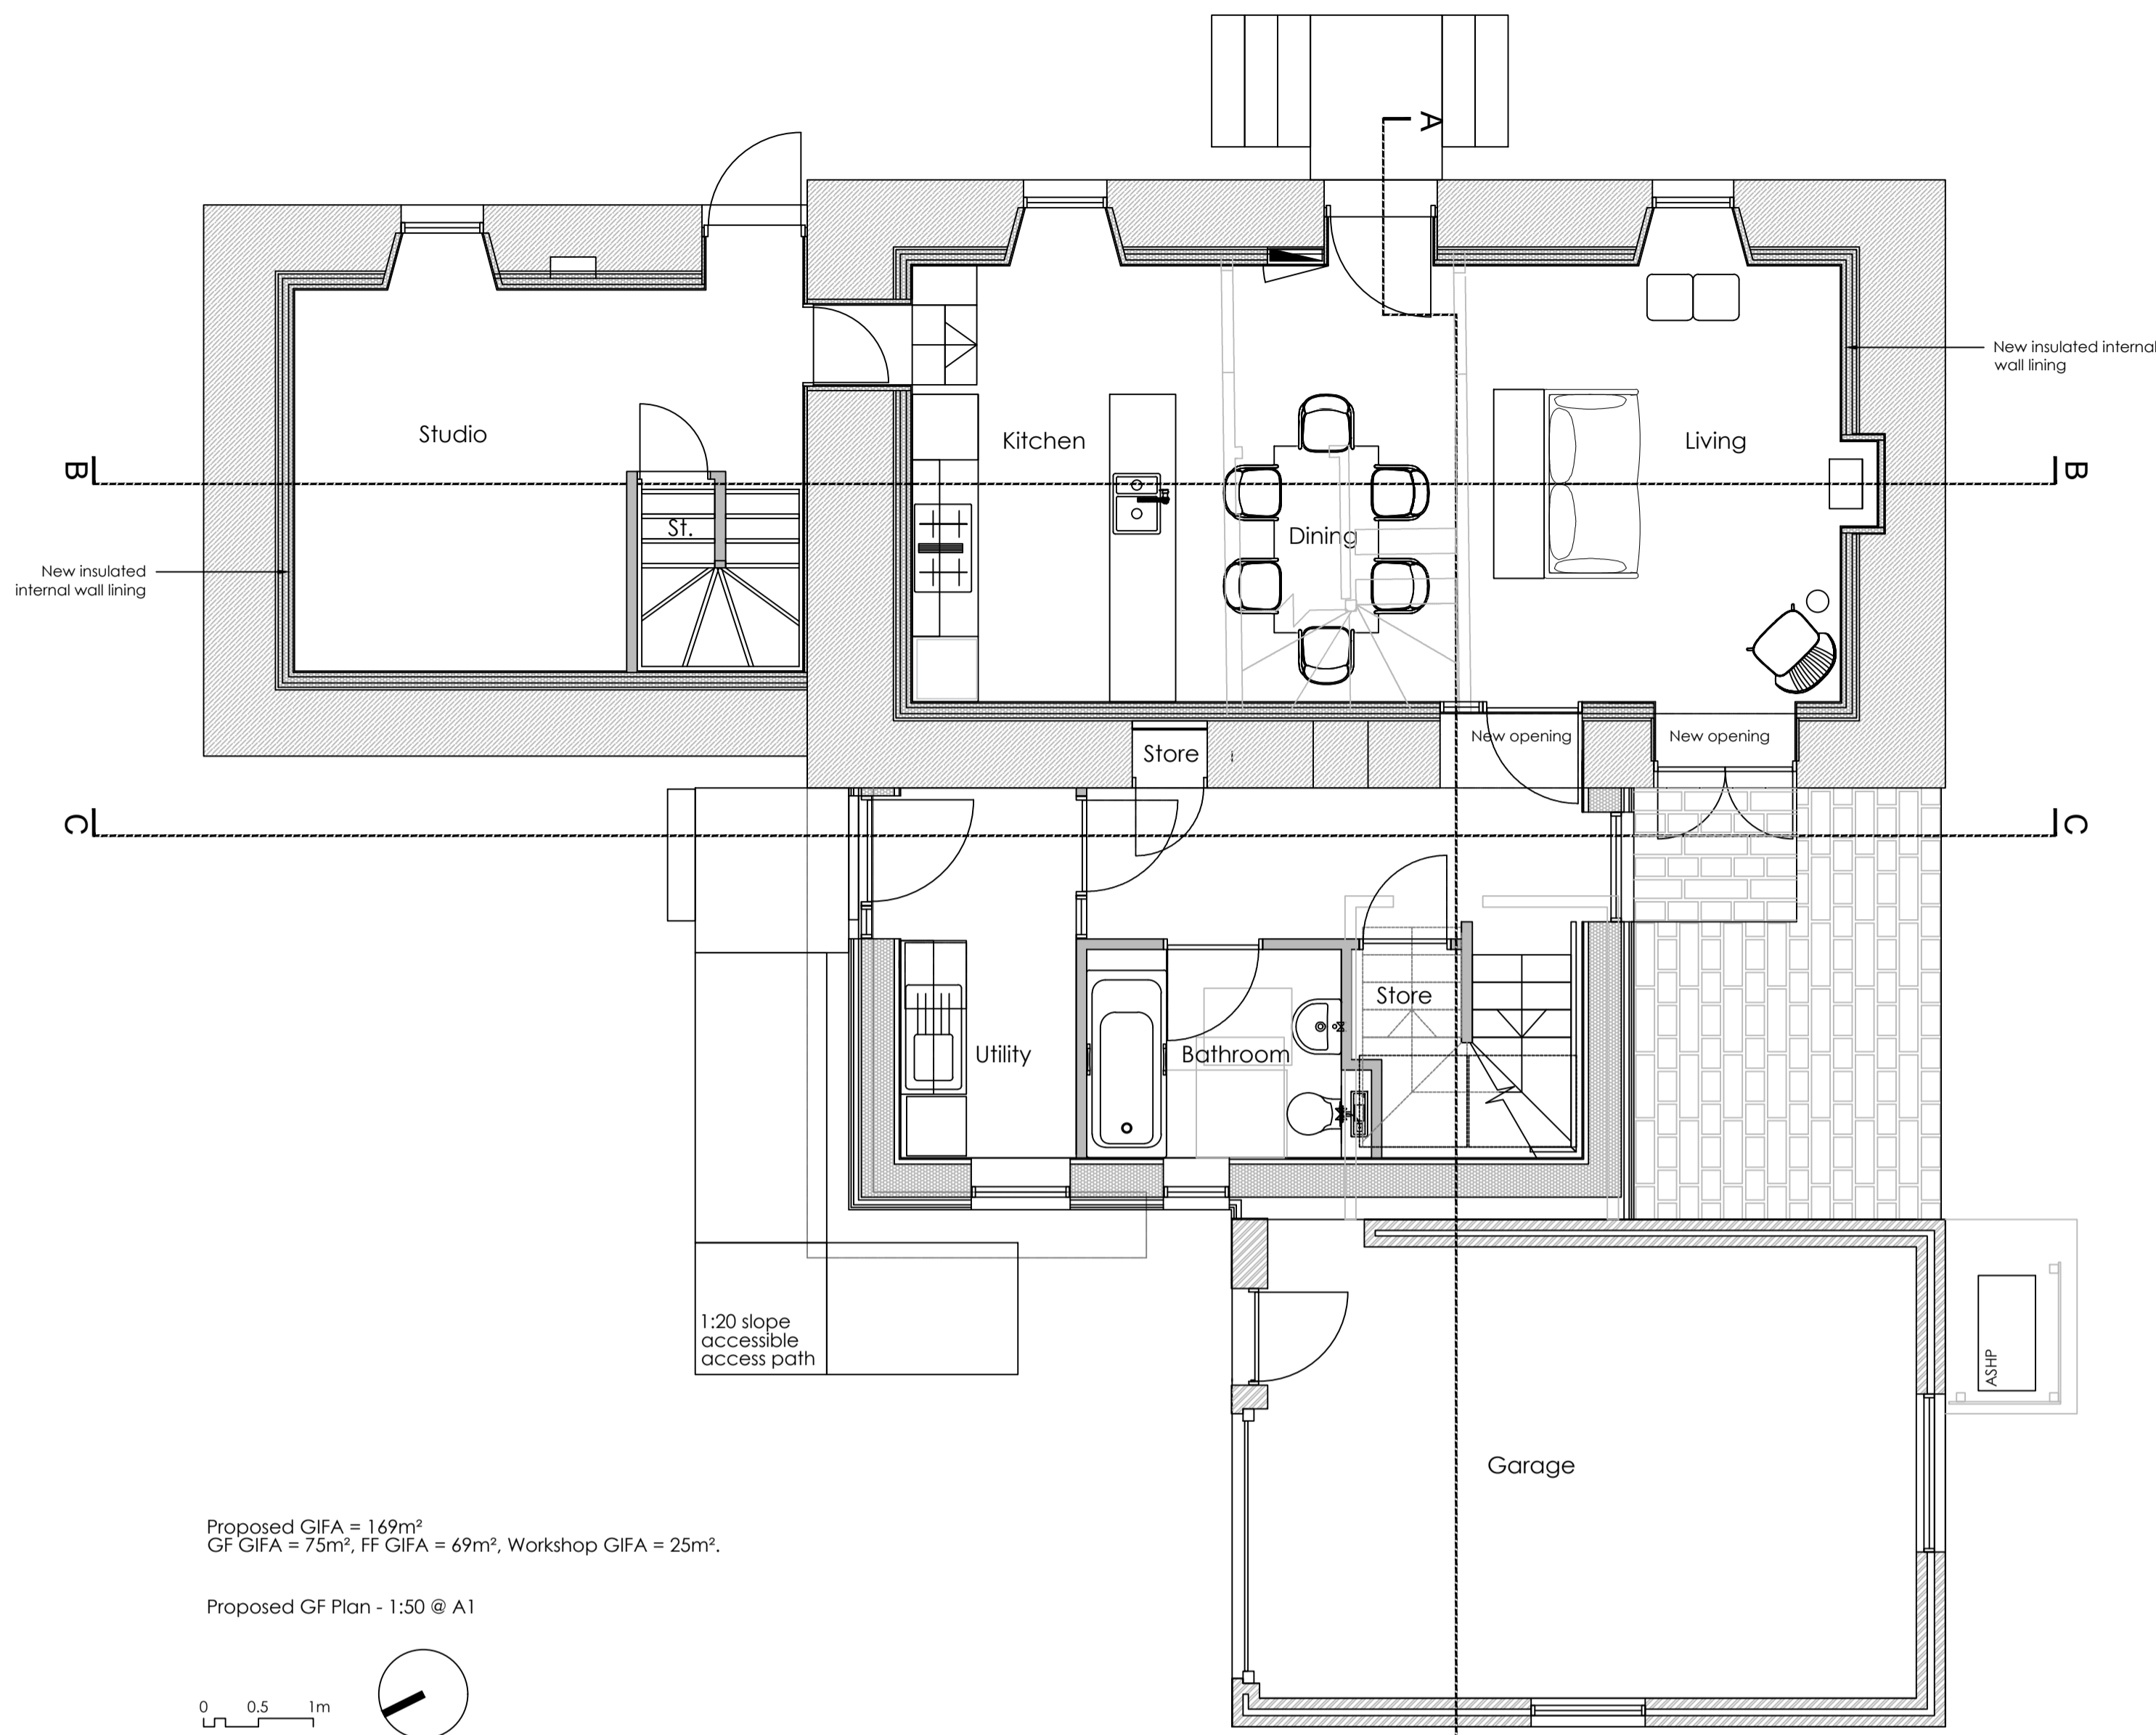 A
New insulated internal
wall lining
Studio
Kitchen
Living
B
B
St.
Dining
New insulated
internal wall lining
New opening
New opening
Store
C
C
Store
Utility
Bathroom
1:20 slope
accessible
access path
ASHP
Garage
Proposed GIFA = 169m²
GF GIFA = 75m², FF GIFA = 69m², Workshop GIFA = 25m².
Proposed GF Plan - 1:50 @ A1
0 0.5 1m